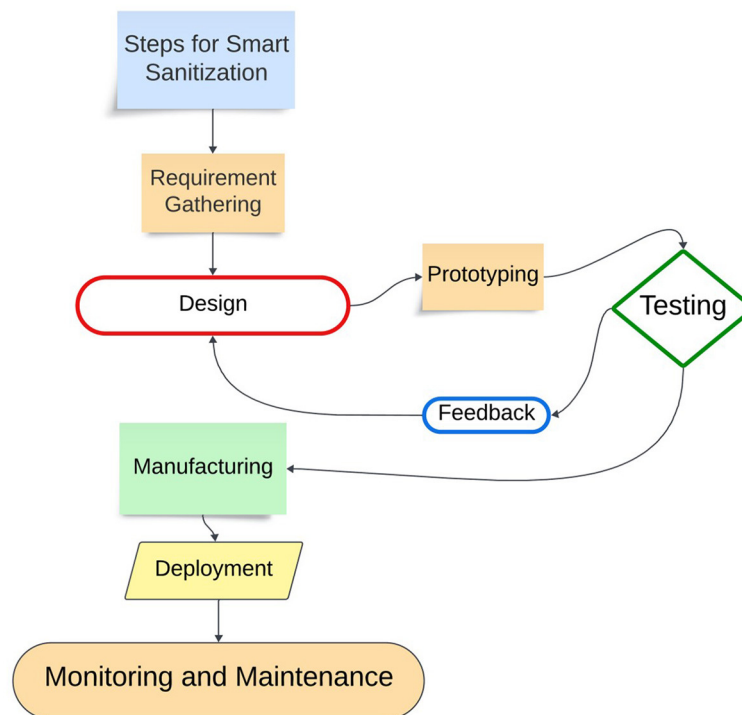 Steps for Smart
Sanitization
Requirement
Gathering
Design
Prototyping
Testing
Feedback
Manufacturing
Deployment
Monitoring and Maintenance